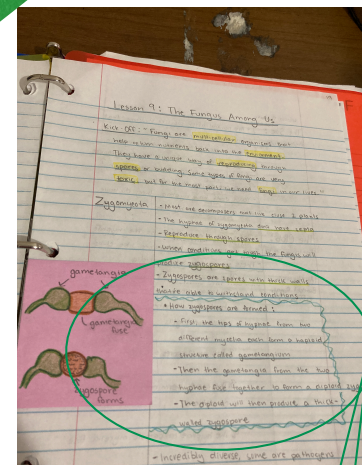 Lesson 9: The Fungus Among Us
Kick-Off: "Fungi are multicellular organisms that
help return nutrients back into the environment.
They have a unique way of reproducing through
spores or budding. Some types of fungi are very
toxic, but for the most part, we need fungi in our lives."
Zygomycota - Most are decomposers that live close to plants
- The hyphae of zygomycota
- Reproduce through spores
- When conditions get tough the fungus will
produce zygospores
- Zygospores are spores with thick walls
that are able to withstand conditions
• How zygospores are formed:
- First, the tips of hyphae from two
different mycelia each form a haploid
structure called gametangium
- Then the gametangia from the two
hyphae fuse together to form a diploid
- The diploid will then produce a thick-
walled zygospore
- Incredibly diverse, some are pathogens
gametangia
gametangia
fuse
zygospore
forms